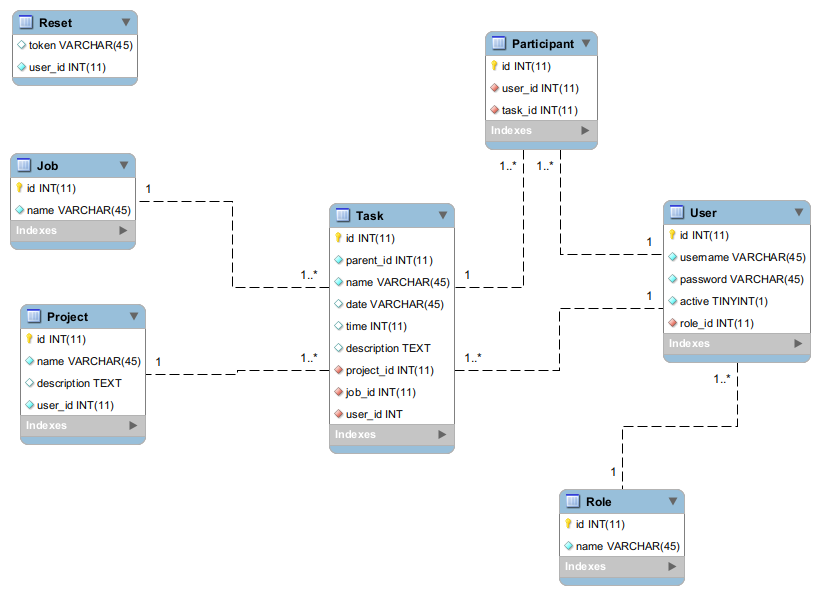 Reset
token VARCHAR(45)
user_id INT(11)
Participant
id INT(11)
user_id INT(11)
task_id INT(11)
Indexes
1..*
1..*
Job
id INT(11)
name VARCHAR(45)
Indexes
1
1..*
Task
id INT(11)
parent_id INT(11)
name VARCHAR(45)
date VARCHAR(45)
time INT(11)
description TEXT
project_id INT(11)
job_id INT(11)
user_id INT
Indexes
1
1..*
User
id INT(11)
username VARCHAR(45)
password VARCHAR(45)
active TINYINT(1)
role_id INT(11)
Indexes
1
1
1..*
Project
id INT(11)
name VARCHAR(45)
description TEXT
user_id INT(11)
Indexes
1
1..*
1
Role
id INT(11)
name VARCHAR(45)
Indexes